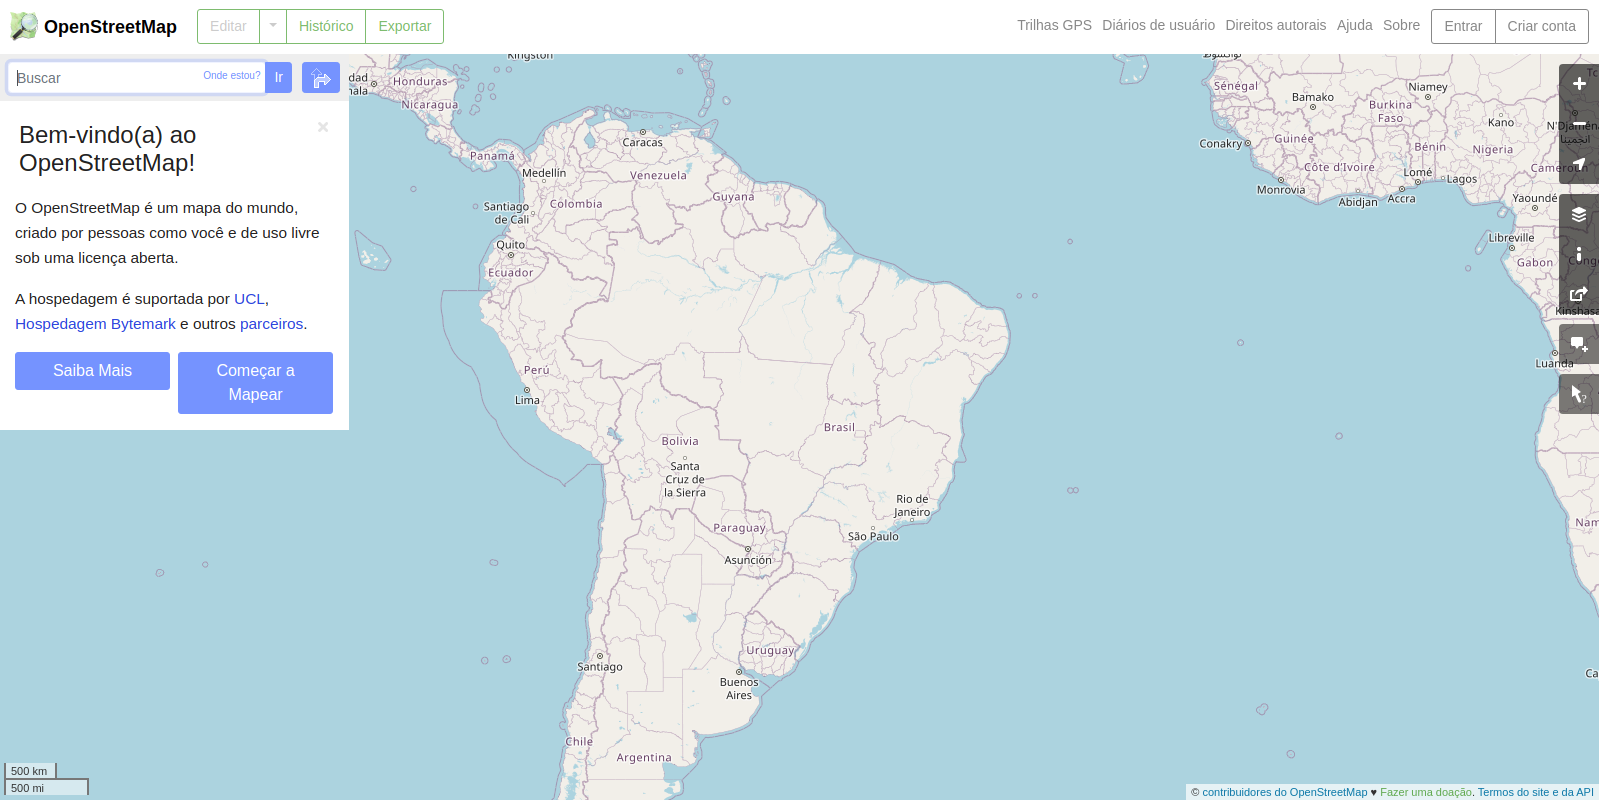 OpenStreetMap
Editar
Histórico
Exportar
Trilhas GPS
Diários de usuário
Direitos autorais
Ajuda
Sobre
Entrar
Criar conta
Buscar
Onde estou?
Ir
Bem-vindo(a) ao
OpenStreetMap!
×
O OpenStreetMap é um mapa do mundo,
criado por pessoas como você e de uso livre
sob uma licença aberta.
A hospedagem é suportada por UCL,
Hospedagem Bytemark e outros parceiros.
Saiba Mais
Começar a
Mapear
Honduras
Nicaragua
Kingston
Panamá
Caracas
Medellín
Venezuela
Guyana
Santiago
de Cali
Colombia
Quito
Ecuador
Perú
Lima
Brasil
Bolivia
Santa
Cruz de
la Sierra
Rio de
Janeiro
São Paulo
Paraguay
Asunción
Uruguay
Santiago
Buenos
Aires
Chile
Argentina
Sénégal
Bamako
Burkina
Faso
Niamey
Kano
N'Djaména
انجمينا
Conakry
Guinée
Bénin
Nigeria
Côte d'Ivoire
Lomé
Lagos
Cameroun
Monrovia
Abidjan
Accra
Yaoundé
Libreville
Gabon
Kinshasa
Luanda
500 km
500 mi
© contribuidores do OpenStreetMap ♥ Fazer uma doação. Termos do site e da API